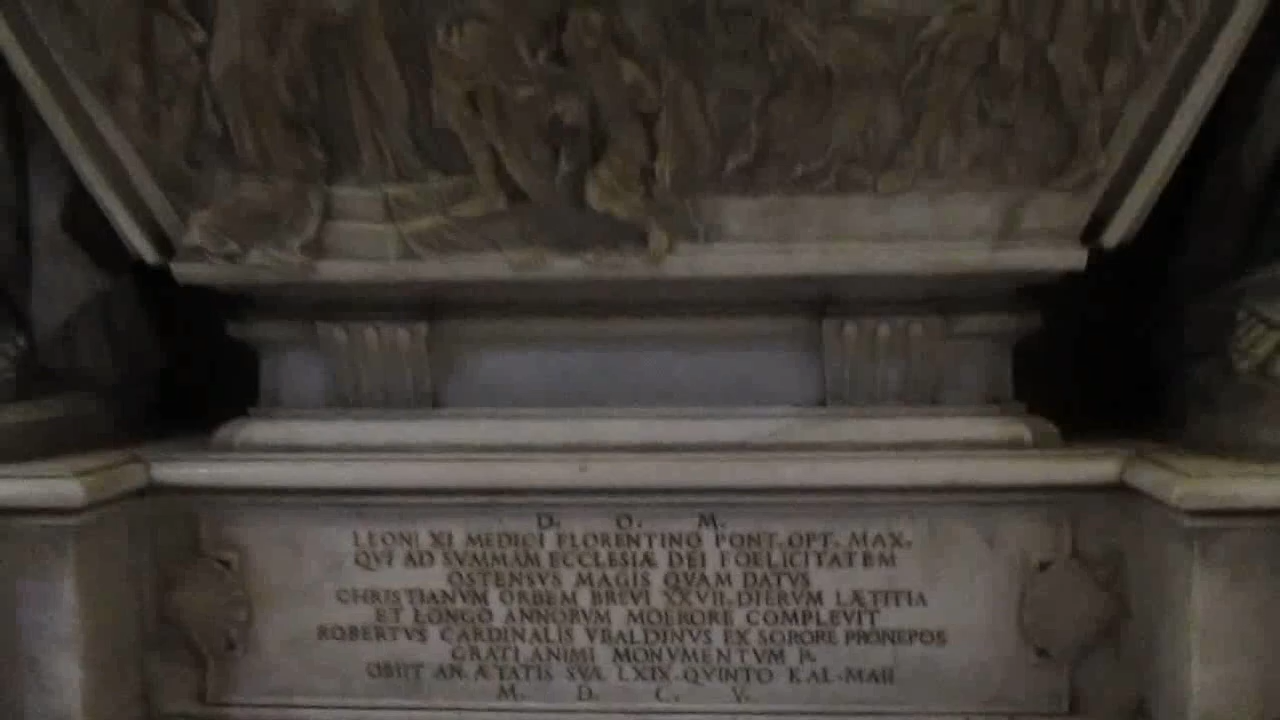 D. O. M.
LEONI XI MEDICI FLORENTINO PONT. OPT. MAX.
QVI AD SVMMAM ECCLESIÆ DEI FOELICITATEM
OSTENSVS MAGIS QVAM DATVS
CHRISTIANVM ORBEM BREVI XXVII. DIERVM LÆTITIA
ET LONGO ANNORVM MOERORE COMPLEVIT
ROBERTVS CARDINALIS VBALDINVS EX SORORE PRONEPOS
GRATI ANIMI MONVMENTVM P.
OBIIT AN. ÆTATIS SVÆ LXIX. QVINTO KAL. MAII
M. D. C. V.